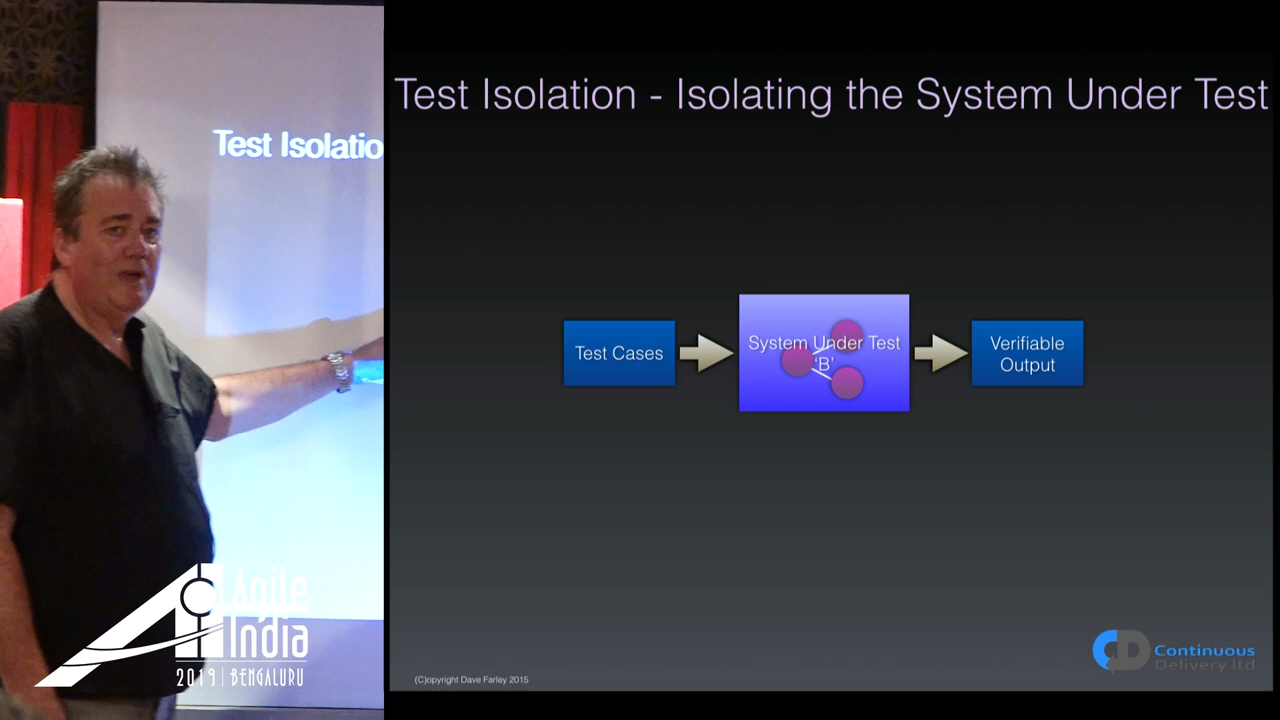 Test Isolatio
Agile
India
2019 | BENGALURU
Test Isolation - Isolating the System Under Test
Test Cases
System Under Test
'B'
Verifiable
Output
(C)opyright Dave Farley 2015
CD
Continuous
Delivery ltd